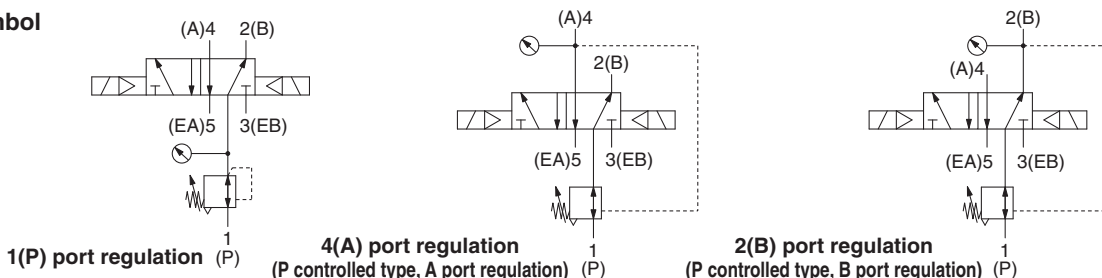 mbol
(A)4 2(B)
(EA)5 3(EB)
1
(P)
1(P) port regulation
(A)4
2(B)
(EA)5 3(EB)
1
(P)
4(A) port regulation
(P controlled type, A port regulation)
2(B)
(A)4
(EA)5 3(EB)
1
(P)
2(B) port regulation
(P controlled type, B port regulation)